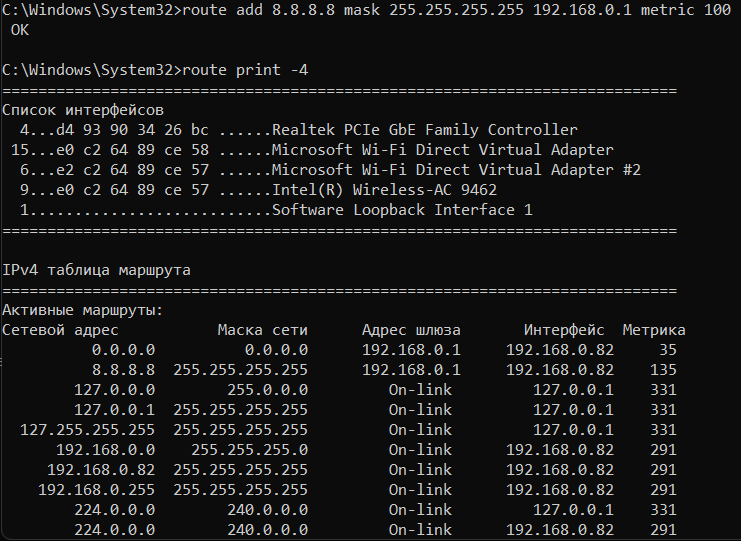 C:\Windows\System32>route add 8.8.8.8 mask 255.255.255.255 192.168.0.1 metric 100
 OK
C:\Windows\System32>route print -4
===========================================================================
Список интерфейсов
  4...d4 93 90 34 26 bc ......Realtek PCIe GbE Family Controller
 15...e0 c2 64 89 ce 58 ......Microsoft Wi-Fi Direct Virtual Adapter
  6...e2 c2 64 89 ce 57 ......Microsoft Wi-Fi Direct Virtual Adapter #2
  9...e0 c2 64 89 ce 57 ......Intel(R) Wireless-AC 9462
  1...........................Software Loopback Interface 1
===========================================================================
IPv4 таблица маршрута
===========================================================================
Активные маршруты:
Сетевой адрес           Маска сети      Адрес шлюза       Интерфейс  Метрика
          0.0.0.0          0.0.0.0      192.168.0.1     192.168.0.82     35
          8.8.8.8  255.255.255.255      192.168.0.1     192.168.0.82    135
        127.0.0.0        255.0.0.0         On-link         127.0.0.1    331
        127.0.0.1  255.255.255.255         On-link         127.0.0.1    331
  127.255.255.255  255.255.255.255         On-link         127.0.0.1    331
      192.168.0.0    255.255.255.0         On-link      192.168.0.82    291
     192.168.0.82  255.255.255.255         On-link      192.168.0.82    291
    192.168.0.255  255.255.255.255         On-link      192.168.0.82    291
        224.0.0.0        240.0.0.0         On-link         127.0.0.1    331
        224.0.0.0        240.0.0.0         On-link      192.168.0.82    291